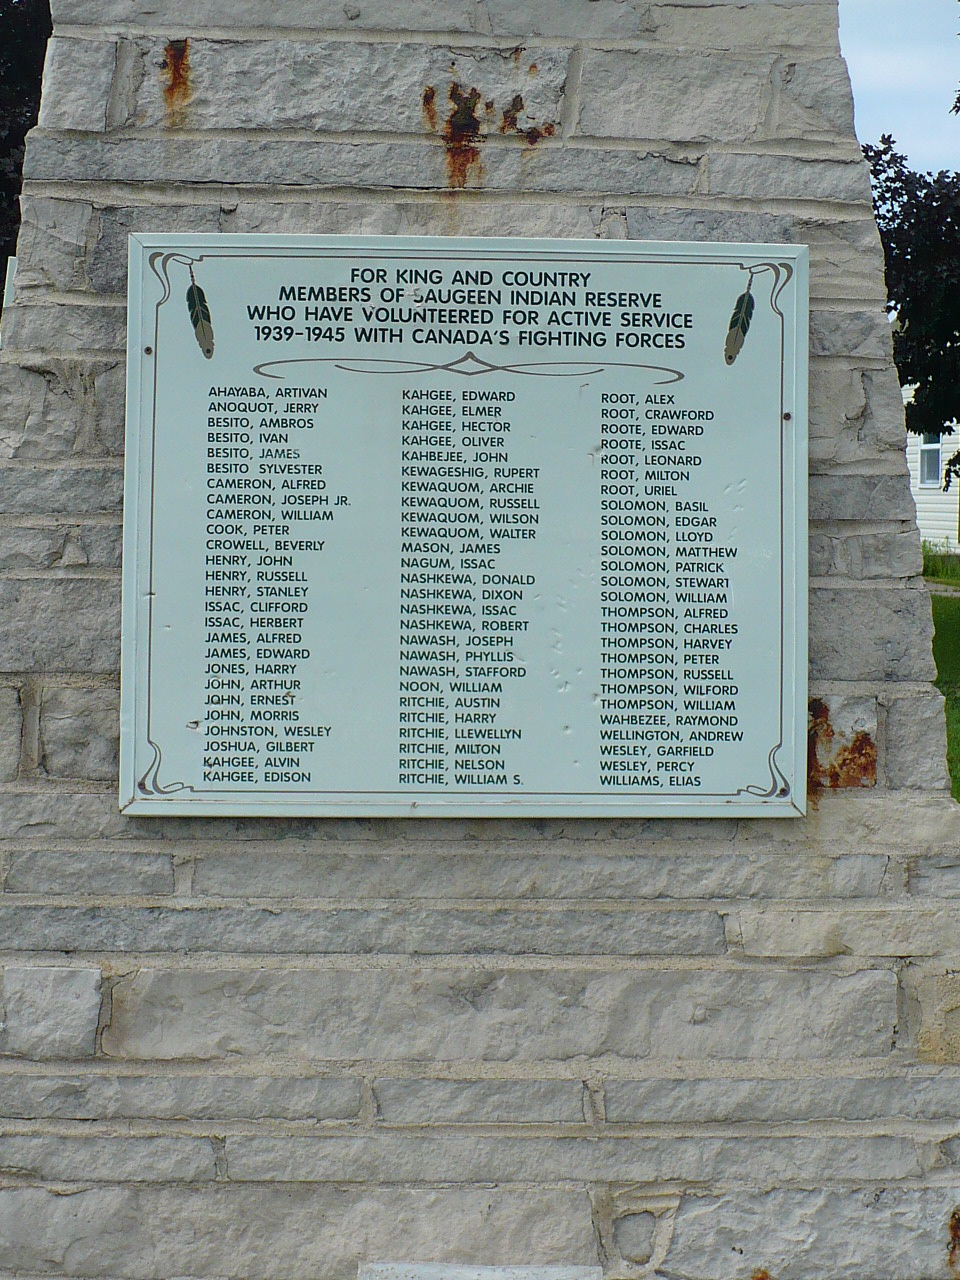 FOR KING AND COUNTRY
MEMBERS OF SAUGEEN INDIAN RESERVE
WHO HAVE VOLUNTEERED FOR ACTIVE SERVICE
1939-1945 WITH CANADA'S FIGHTING FORCES
AHAYABA, ARTIVAN
ANOQUOT, JERRY
BESITO, AMBROS
BESITO, IVAN
BESITO, JAMES
BESITO, SYLVESTER
CAMERON, ALFRED
CAMERON, JOSEPH JR.
CAMERON, WILLIAM
COOK, PETER
CROWELL, BEVERLY
HENRY, JOHN
HENRY, RUSSELL
HENRY, STANLEY
ISSAC, CLIFFORD
ISSAC, HERBERT
JAMES, ALFRED
JAMES, EDWARD
JONES, HARRY
JOHN, ARTHUR
JOHN, ERNEST
JOHN, MORRIS
JOHNSTON, WESLEY
JOSHUA, GILBERT
KAHGEE, ALVIN
KAHGEE, EDISON
KAHGEE, EDWARD
KAHGEE, ELMER
KAHGEE, HECTOR
KAHGEE, OLIVER
KAHBEJEE, JOHN
KEWAGESHIG, RUPERT
KEWAQUOM, ARCHIE
KEWAQUOM, RUSSELL
KEWAQUOM, WILSON
KEWAQUOM, WALTER
MASON, JAMES
NAGUM, ISSAC
NASHKEWA, DONALD
NASHKEWA, DIXON
NASHKEWA, ISSAC
NASHKEWA, ROBERT
NAWASH, JOSEPH
NAWASH, PHYLLIS
NAWASH, STAFFORD
NOON, WILLIAM
RITCHIE, AUSTIN
RITCHIE, HARRY
RITCHIE, LLEWELLYN
RITCHIE, MILTON
RITCHIE, NELSON
RITCHIE, WILLIAM S.
ROOT, ALEX
ROOT, CRAWFORD
ROOT, EDWARD
ROOT, ISSAC
ROOT, LEONARD
ROOT, MILTON
ROOT, URIEL
SOLOMON, BASIL
SOLOMON, EDGAR
SOLOMON, LLOYD
SOLOMON, MATTHEW
SOLOMON, PATRICK
SOLOMON, STEWART
SOLOMON, WILLIAM
THOMPSON, ALFRED
THOMPSON, CHARLES
THOMPSON, HARVEY
THOMPSON, PETER
THOMPSON, RUSSELL
THOMPSON, WILFORD
THOMPSON, WILLIAM
WAHBEZEE, RAYMOND
WELLINGTON, ANDREW
WESLEY, GARFIELD
WESLEY, PERCY
WILLIAMS, ELIAS